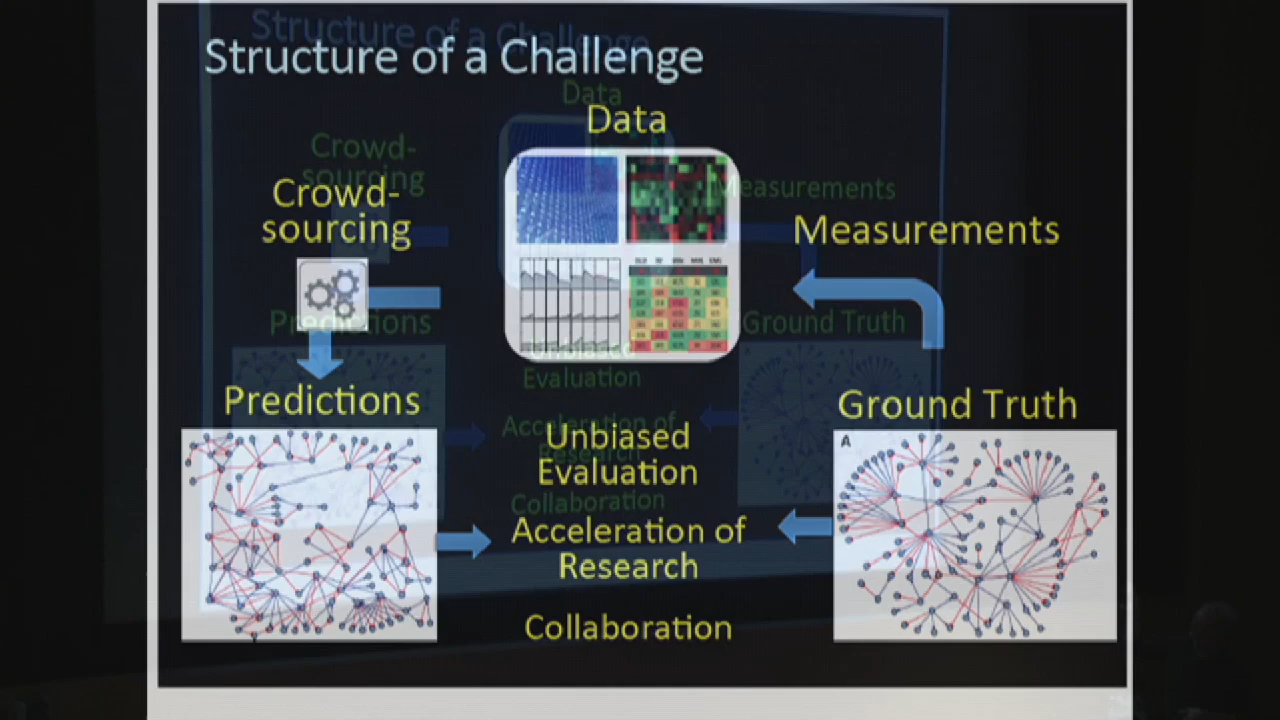 Structure of a Challenge
Data
Crowd-
sourcing
Measurements
Predictions
Ground Truth
A
Unbiased
Evaluation
Acceleration of
Research
Collaboration